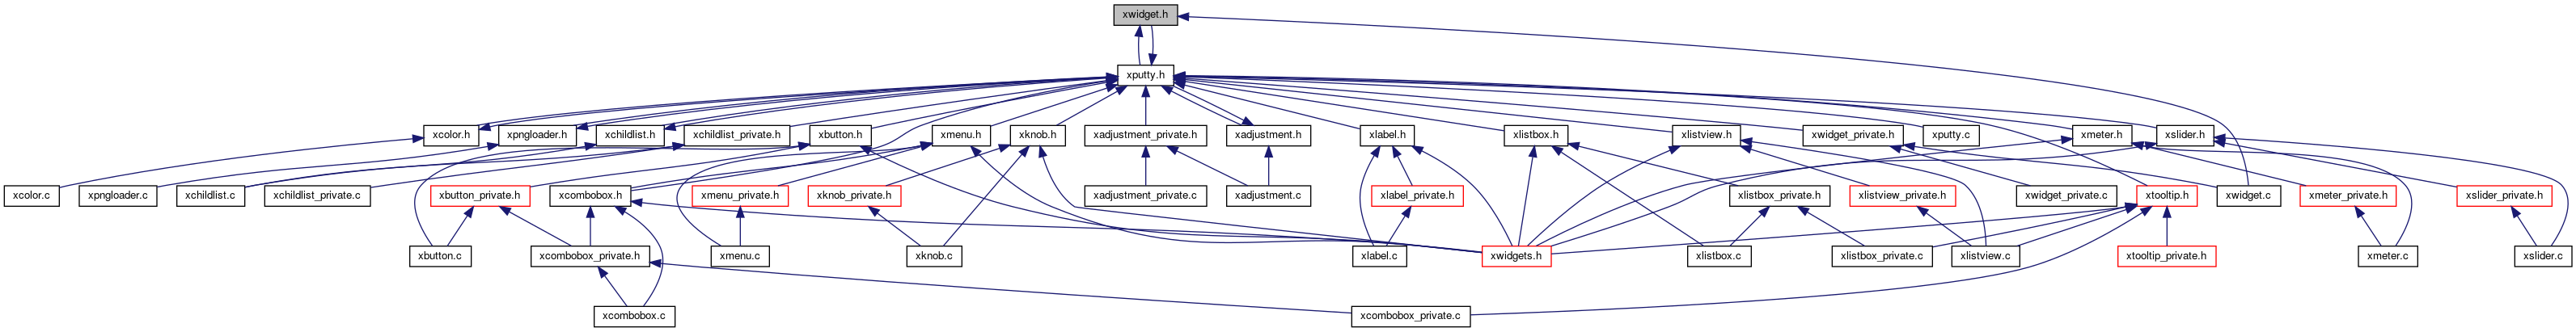 xwidget.h
xputty.h
xcolor.h
xpngloader.h
xchildlist.h
xchildlist_private.h
xbutton.h
xmenu.h
xknob.h
xadjustment_private.h
xadjustment.h
xlabel.h
xlistbox.h
xlistview.h
xwidget_private.h
xputty.c
xmeter.h
xslider.h
xcolor.c
xpngloader.c
xchildlist.c
xchildlist_private.c
xbutton_private.h
xcombobox.h
xmenu_private.h
xknob_private.h
xadjustment_private.c
xadjustment.c
xlabel_private.h
xlistbox_private.h
xlistview_private.h
xwidget_private.c
xtooltip.h
xwidget.c
xmeter_private.h
xslider_private.h
xbutton.c
xcombobox_private.h
xmenu.c
xknob.c
xlabel.c
xwidgets.h
xlistbox.c
xlistbox_private.c
xlistview.c
xtooltip_private.h
xmeter.c
xslider.c
xcombobox.c
xcombobox_private.c